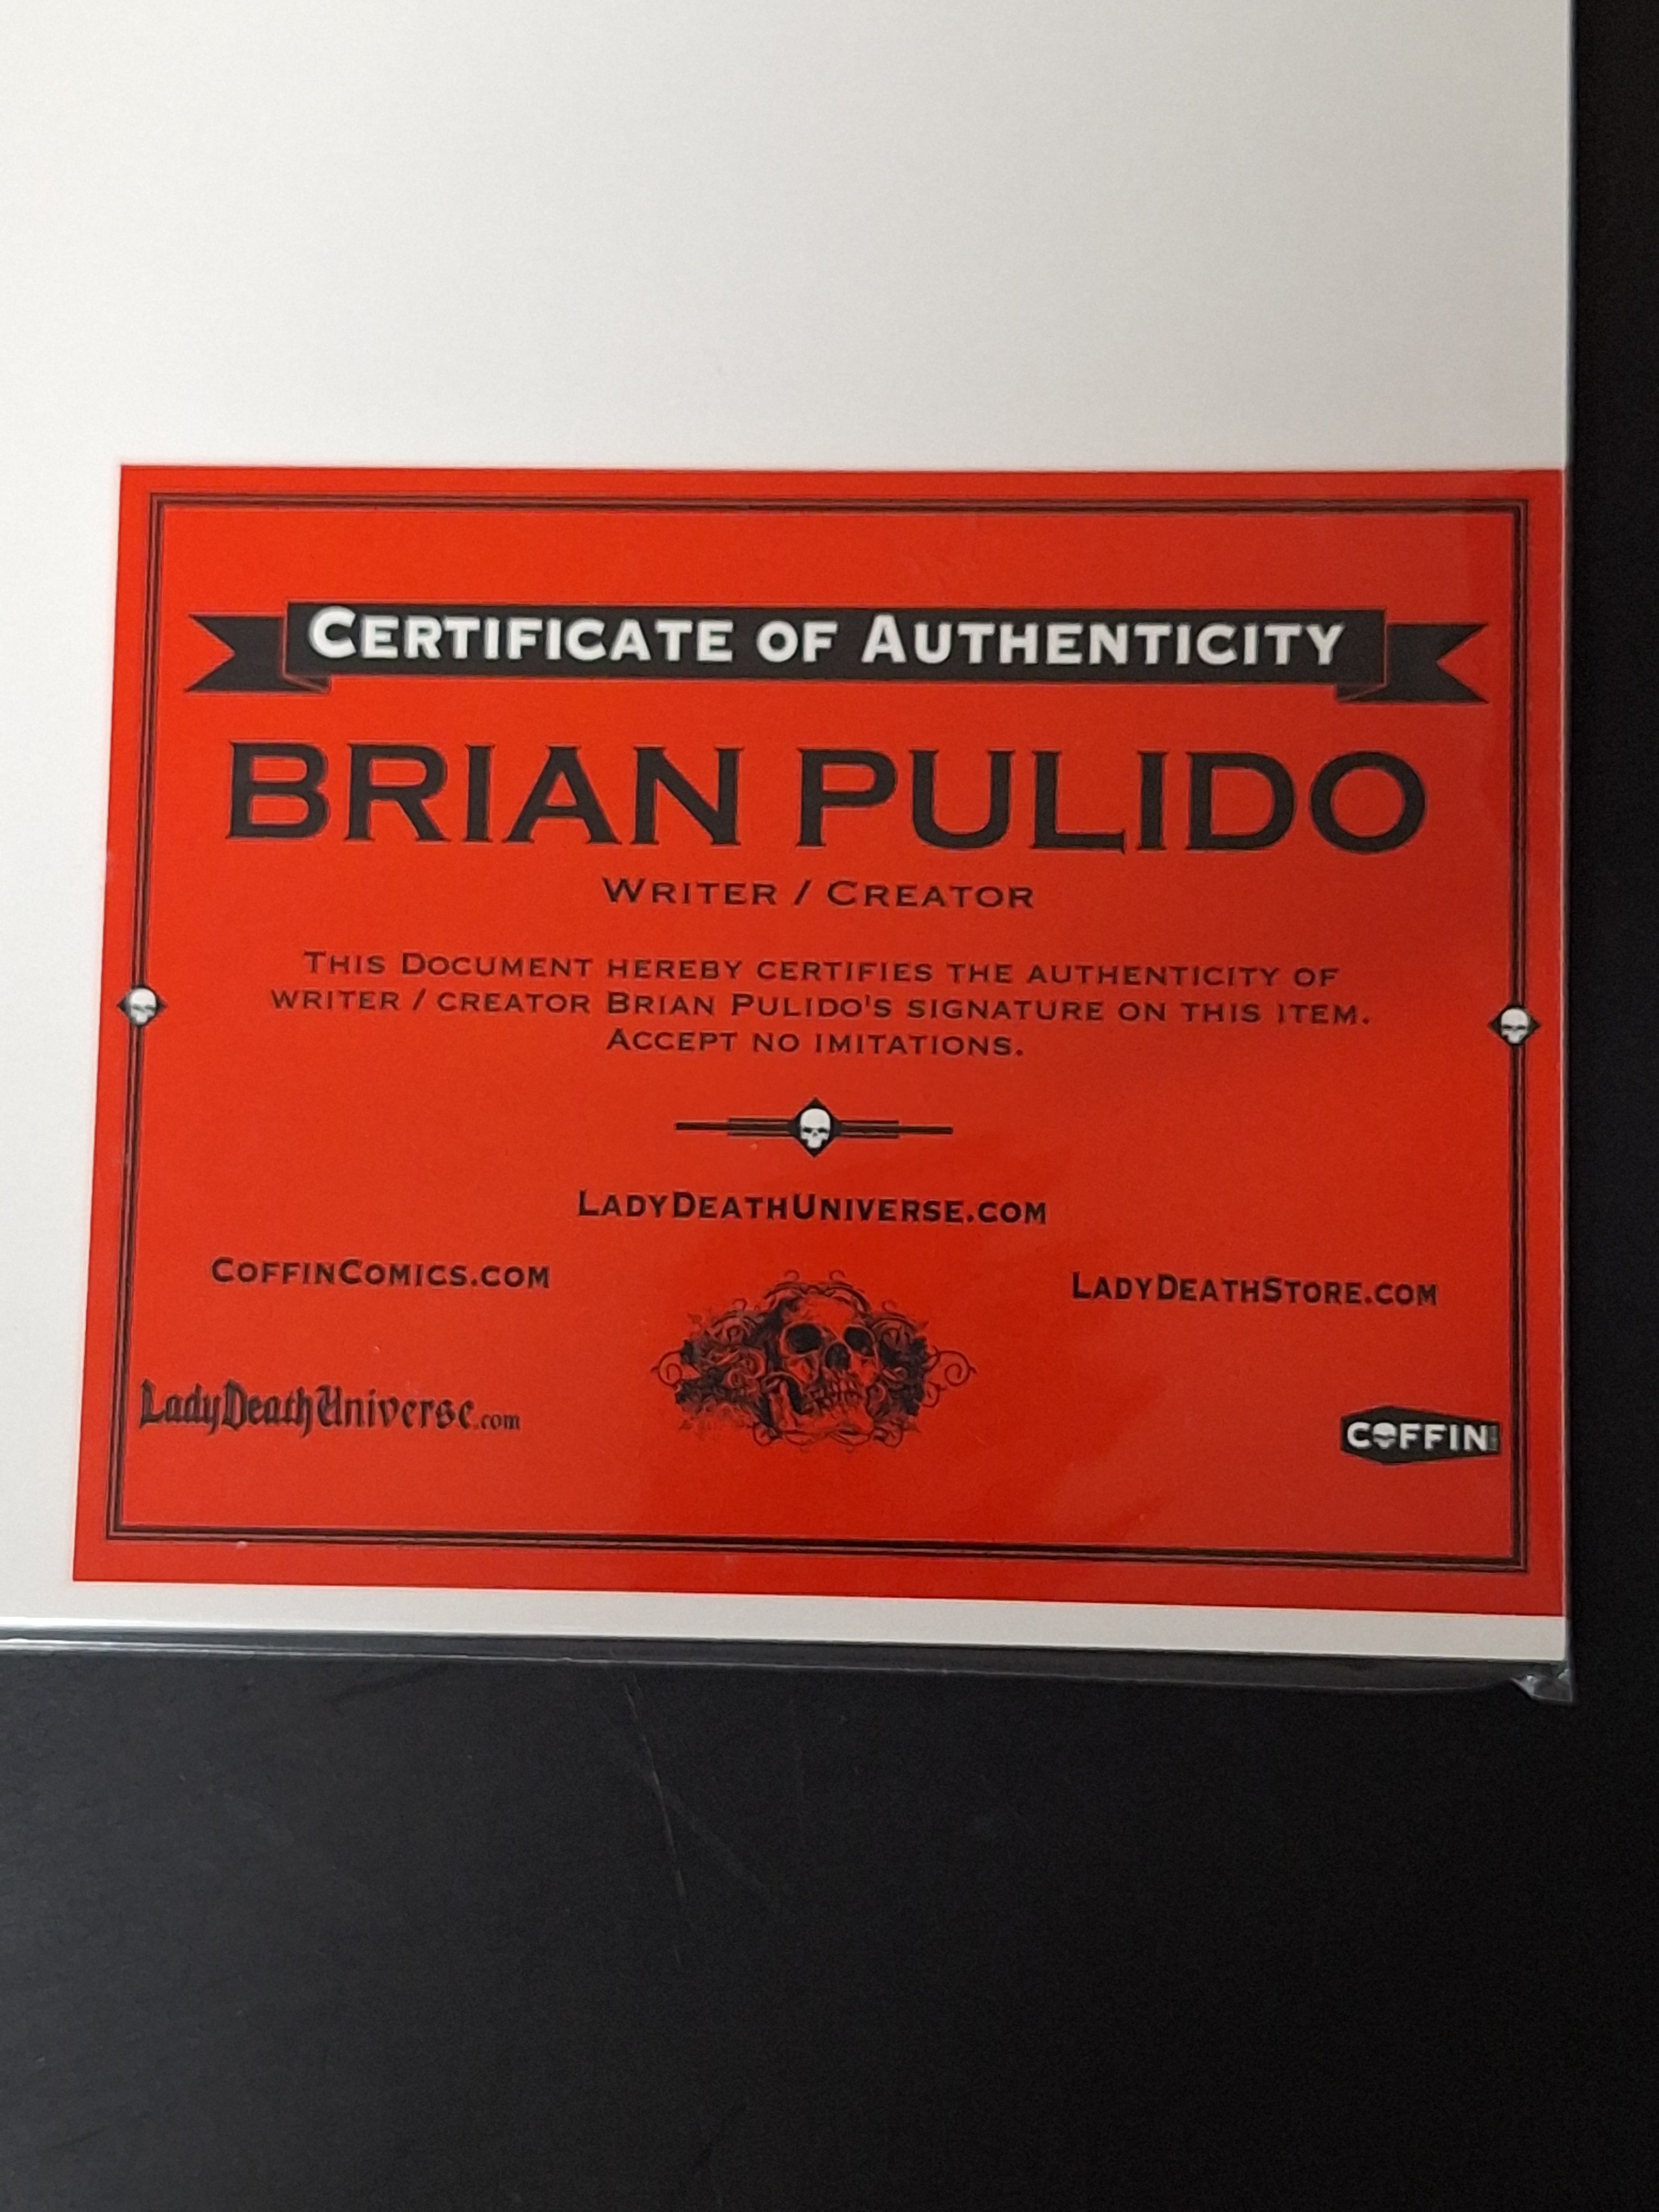 CERTIFICATE OF AUTHENTICITY
BRIAN PULIDO
WRITER / CREATOR
THIS DOCUMENT HEREBY CERTIFIES THE AUTHENTICITY OF
WRITER / CREATOR BRIAN PULIDO'S SIGNATURE ON THIS ITEM.
ACCEPT NO IMITATIONS.
LADYDEATHUNIVERSE.COM
COFFINCOMICS.COM
LADYDEATHSTORE.COM
LadyDeathUniverse.com
COFFIN